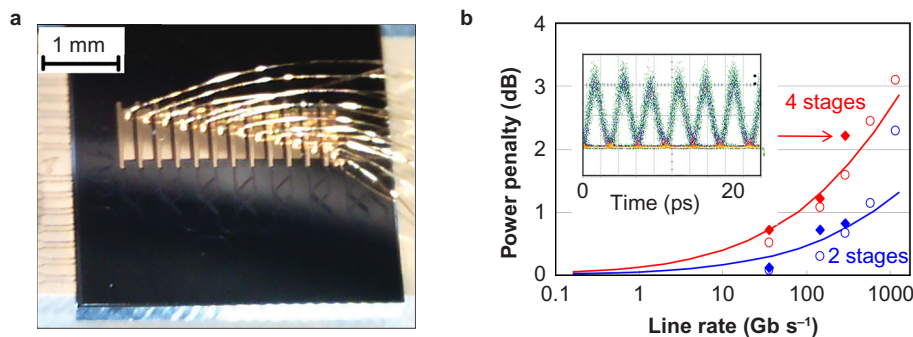 a
1 mm
b
Power penalty (dB)
4
3
2
1
0
4 stages
2 stages
0
20
Time (ps)
0.1
1
10
100
1000
Line rate (Gb s⁻¹)